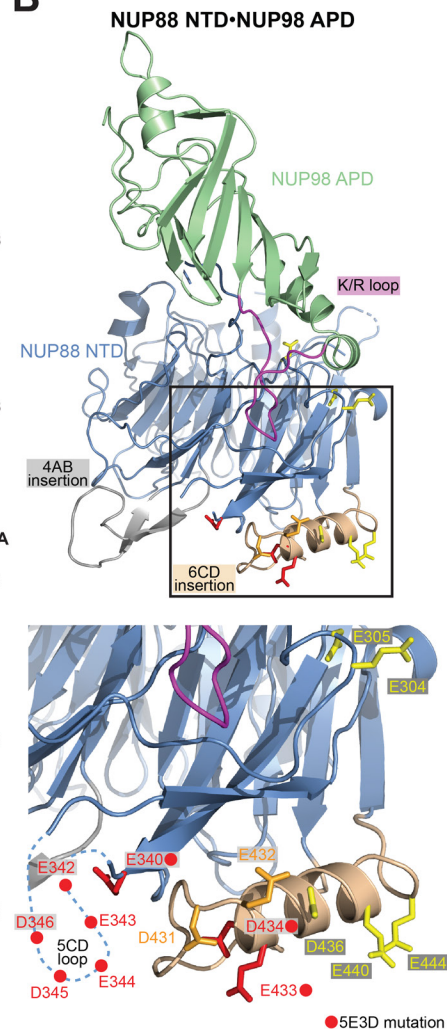 B
NUP88 NTD•NUP98 APD
NUP98 APD
K/R loop
NUP88 NTD
4AB
insertion
A
6CD
insertion
E305
E304
E340
E432
E342
D346
E343
D431
D434
5CD
loop
D436
E344
E440
E444
D345
E433
5E3D mutation